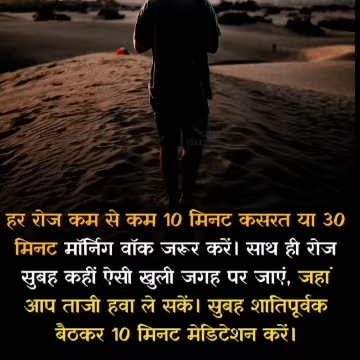 हर रोज कम से कम 10 मिनट कसरत या 30
मिनट मॉर्निग वॉक जरूर करें। साथ ही रोज
सुबह कहीं ऐसी खुली जगह पर जाएं, जहां
आप ताजी हवा ले सकें। सुबह शातिपूर्वक
बैठकर 10 मिनट मेडिटेशन करें।